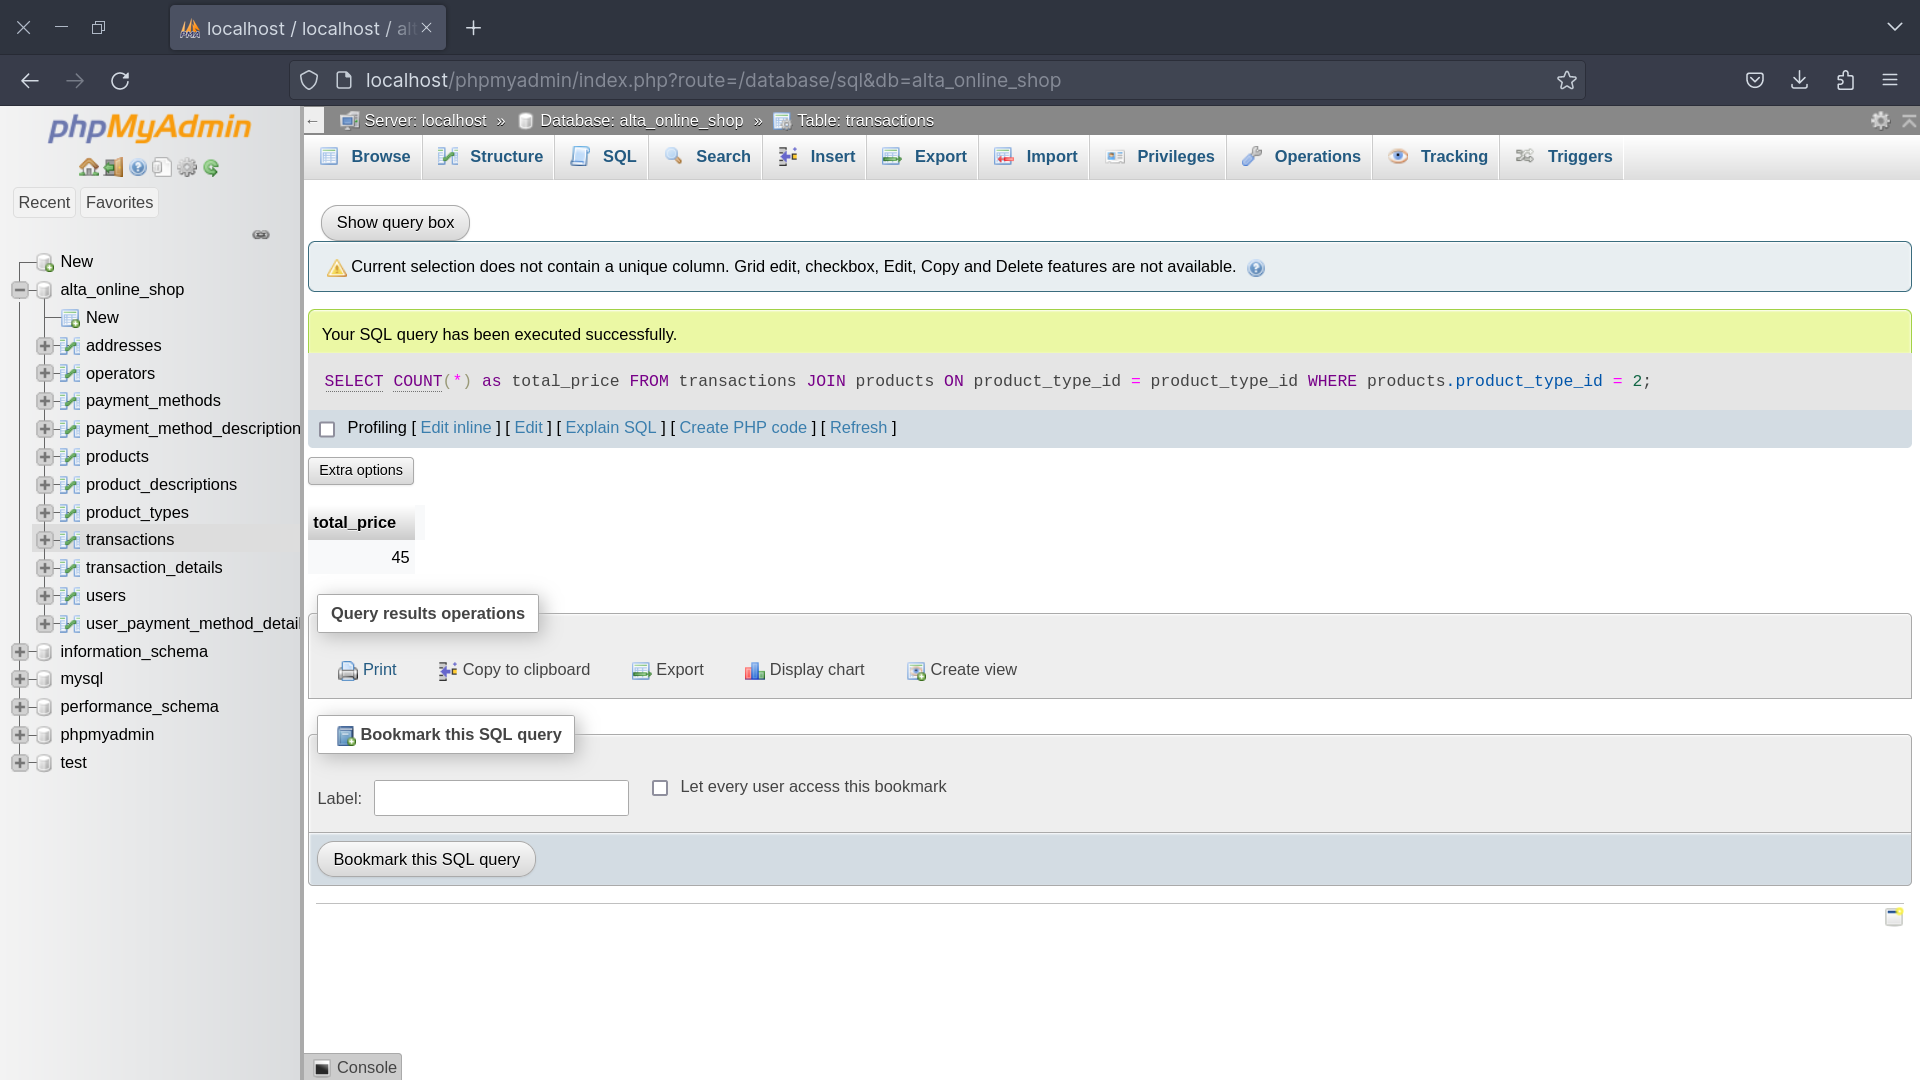 localhost / localhost / alt
localhost/phpmyadmin/index.php?route=/database/sql&db=alta_online_shop
phpMyAdmin
Recent
Favorites
New
alta_online_shop
New
addresses
operators
payment_methods
payment_method_description
products
product_descriptions
product_types
transactions
transaction_details
users
user_payment_method_detai
information_schema
mysql
performance_schema
phpmyadmin
test
← Server: localhost » Database: alta_online_shop » Table: transactions
Browse Structure SQL Search Insert Export Import Privileges Operations Tracking Triggers
Show query box
Current selection does not contain a unique column. Grid edit, checkbox, Edit, Copy and Delete features are not available.
Your SQL query has been executed successfully.
SELECT COUNT(*) as total_price FROM transactions JOIN products ON product_type_id = product_type_id WHERE products.product_type_id = 2;
Profiling [ Edit inline ] [ Edit ] [ Explain SQL ] [ Create PHP code ] [ Refresh ]
Extra options
total_price
45
Query results operations
Print Copy to clipboard Export Display chart Create view
Bookmark this SQL query
Label: Let every user access this bookmark
Bookmark this SQL query
Console